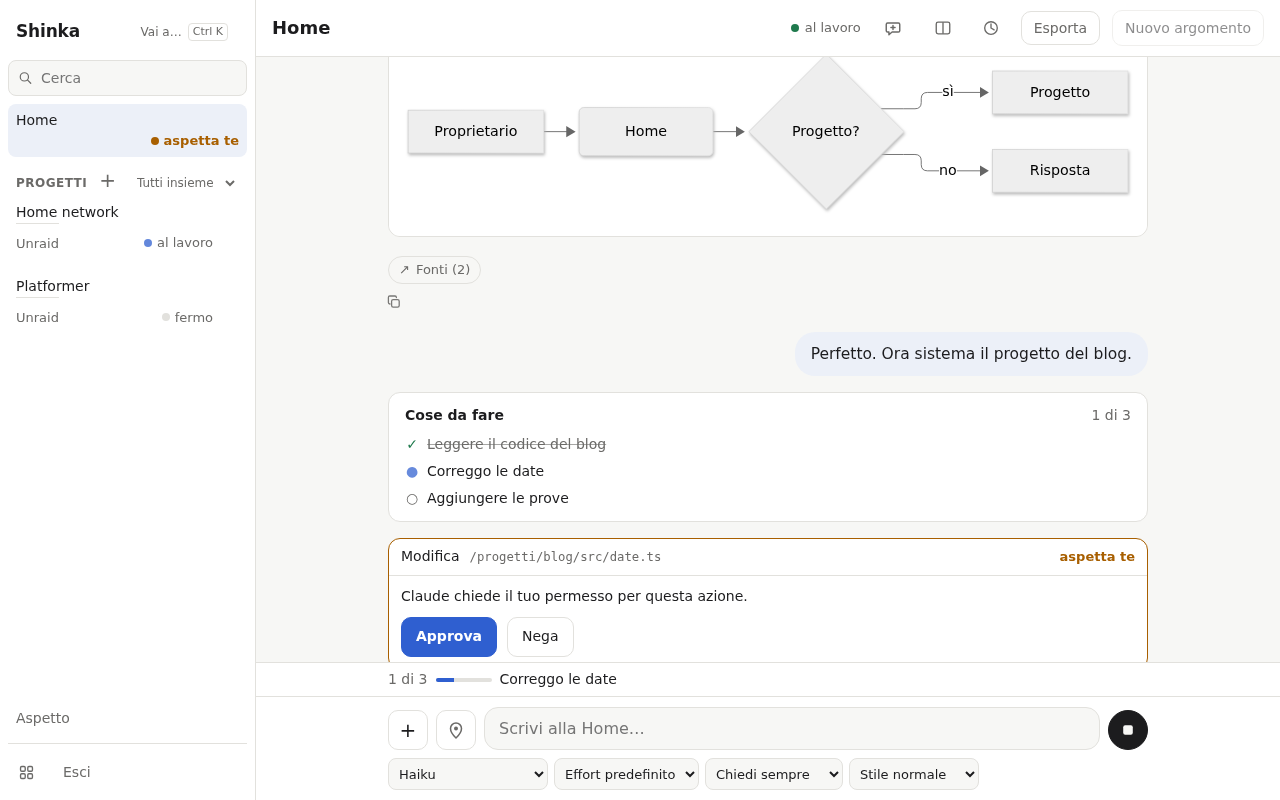 Shinka
Vai a… Ctrl K
Cerca
Home
aspetta te
PROGETTI + Tutti insieme
Home network
Unraid al lavoro
Platformer
Unraid fermo
Aspetto
Esci
Home
al lavoro
Esporta
Nuovo argomento
Proprietario
Home
Progetto?
sì
Progetto
no
Risposta
↗ Fonti (2)
Perfetto. Ora sistema il progetto del blog.
Cose da fare 1 di 3
✓ Leggere il codice del blog
Correggo le date
Aggiungere le prove
Modifica /progetti/blog/src/date.ts aspetta te
Claude chiede il tuo permesso per questa azione.
Approva Nega
1 di 3 Correggo le date
+ Scrivi alla Home…
Haiku Effort predefinito Chiedi sempre Stile normale